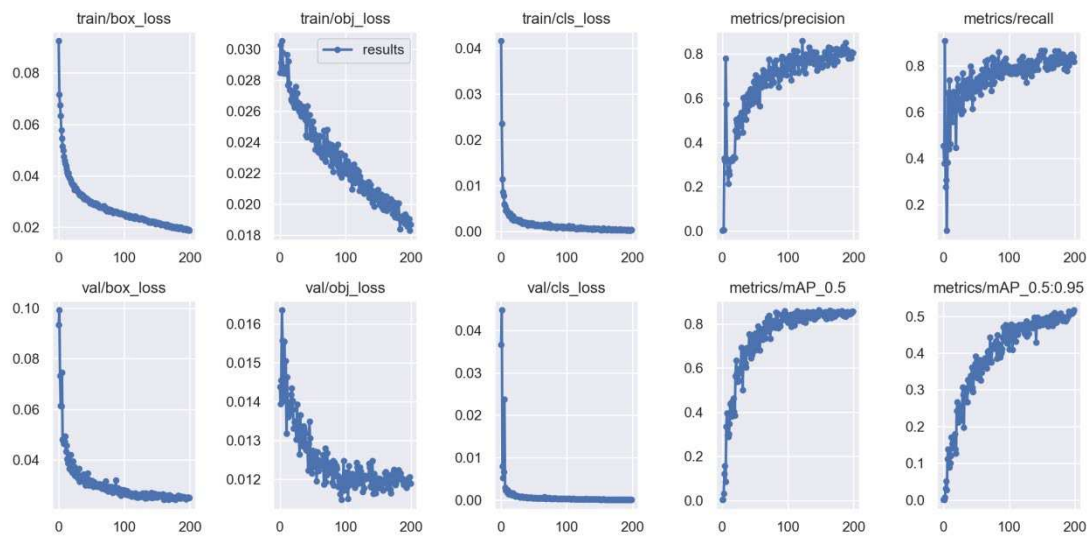 train/box_loss
train/obj_loss
train/cls_loss
metrics/precision
metrics/recall
results
0.08
0.06
0.04
0.02
0 100 200
0.030
0.028
0.026
0.024
0.022
0.020
0.018
0 100 200
0.04
0.03
0.02
0.01
0.00
0 100 200
0.8
0.6
0.4
0.2
0.0
0 100 200
0.8
0.6
0.4
0.2
0 100 200
val/box_loss
val/obj_loss
val/cls_loss
metrics/mAP_0.5
metrics/mAP_0.5:0.95
0.10
0.08
0.06
0.04
0 100 200
0.016
0.015
0.014
0.013
0.012
0 100 200
0.04
0.03
0.02
0.01
0.00
0 100 200
0.8
0.6
0.4
0.2
0.0
0 100 200
0.5
0.4
0.3
0.2
0.1
0.0
0 100 200